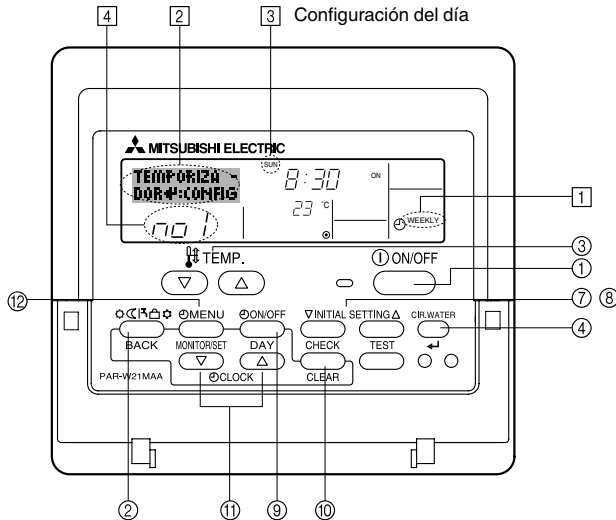 4 2 3 Configuración del día
MITSUBISHI ELECTRIC
SUN
TEMPORIZA
DOR↵:CONFIG
8:30 ON
23 °C
no 1
WEEKLY
1
TEMP. ON/OFF
③
①
⑫
⑦ ⑧
MENU ON/OFF ▽INITIAL SETTING△ CIR.WATER
④
BACK MONITOR/SET DAY CHECK TEST ↵
▽ △
PAR-W21MAA CLOCK CLEAR
② ⑪ ⑨ ⑩